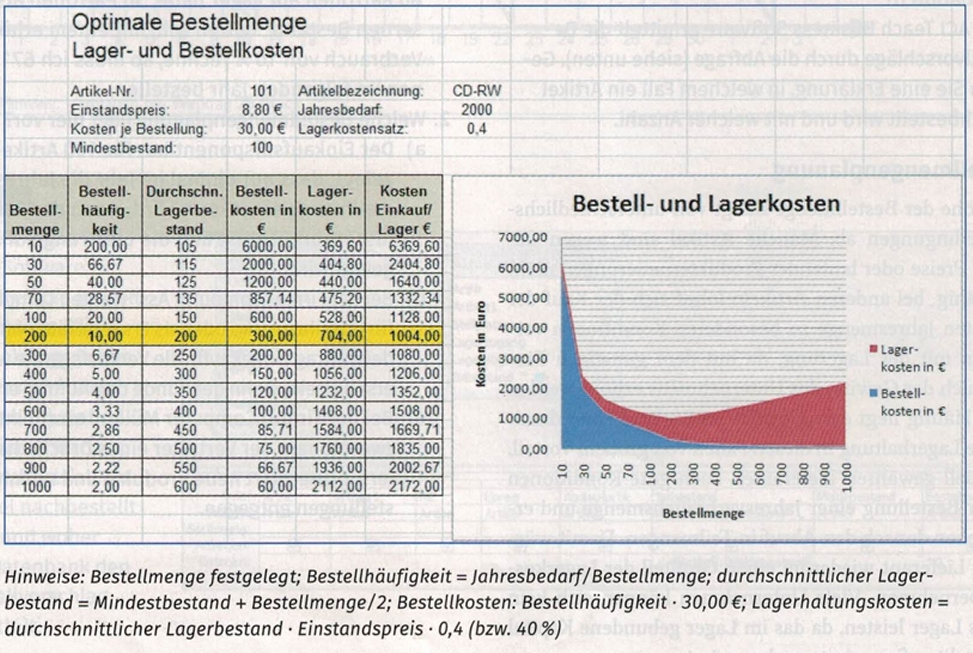 Optimale Bestellmenge
Lager- und Bestellkosten
Artikel-Nr. 101 Artikelbezeichnung: CD-RW
Einstandspreis: 8,80 € Jahresbedarf: 2000
Kosten je Bestellung: 30,00 € Lagerkostensatz: 0,4
Mindestbestand: 100
Bestell- Durchschn. Bestell- Lager- Kosten
Bestell- häufig- Lagerbe- kosten in kosten in Einkauf/
menge keit stand € € Lager €
10 200,00 105 6000,00 369,60 6369,60
30 66,67 115 2000,00 404,80 2404,80
50 40,00 125 1200,00 440,00 1640,00
70 28,57 135 857,14 475,20 1332,34
100 20,00 150 600,00 528,00 1128,00
200 10,00 200 300,00 704,00 1004,00
300 6,67 250 200,00 880,00 1080,00
400 5,00 300 150,00 1056,00 1206,00
500 4,00 350 120,00 1232,00 1352,00
600 3,33 400 100,00 1408,00 1508,00
700 2,86 450 85,71 1584,00 1669,71
800 2,50 500 75,00 1760,00 1835,00
900 2,22 550 66,67 1936,00 2002,67
1000 2,00 600 60,00 2112,00 2172,00
Bestell- und Lagerkosten
Kosten in Euro
7000,00
6000,00
5000,00
4000,00
3000,00
2000,00
1000,00
0,00
10 30 50 70 100 200 300 400 500 600 700 800 900 1000
Bestellmenge
Lager-
kosten in €
Bestell-
kosten in €
Hinweise: Bestellmenge festgelegt; Bestellhäufigkeit = Jahresbedarf/Bestellmenge; durchschnittlicher Lager-
bestand = Mindestbestand + Bestellmenge/2; Bestellkosten: Bestellhäufigkeit · 30,00 €; Lagerhaltungskosten =
durchschnittlicher Lagerbestand · Einstandspreis · 0,4 (bzw. 40 %)